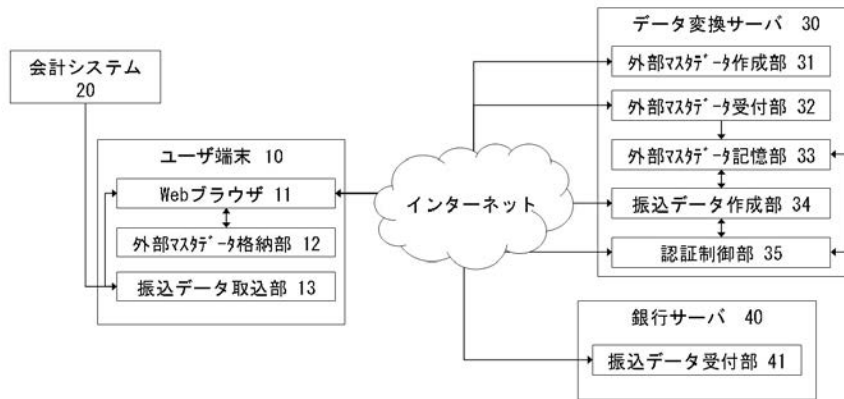 会計システム
20
ユーザ端末 10
Webブラウザ 11
外部ﾏｽﾀﾃﾞｰﾀ格納部 12
振込データ取込部 13
インターネット
データ変換サーバ 30
外部ﾏｽﾀﾃﾞｰﾀ作成部 31
外部ﾏｽﾀﾃﾞｰﾀ受付部 32
外部ﾏｽﾀﾃﾞｰﾀ記憶部 33
振込データ作成部 34
認証制御部 35
銀行サーバ 40
振込データ受付部 41